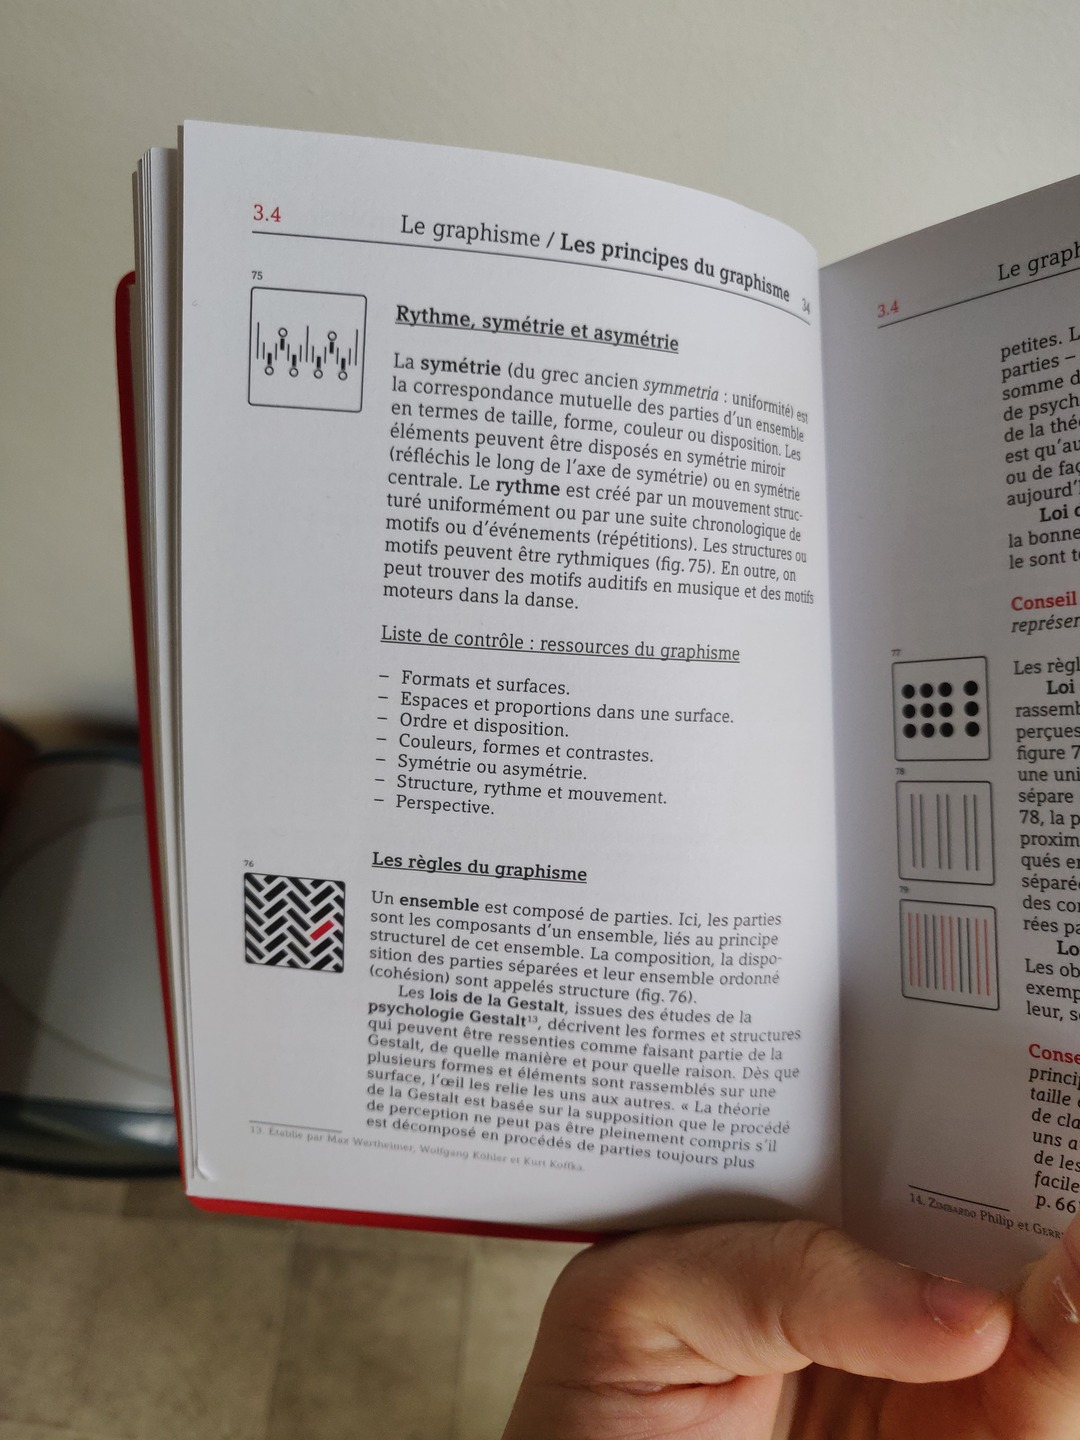 3.4
Le graphisme / Les principes du graphisme 34
75
Rythme, symétrie et asymétrie
La symétrie (du grec ancien symmetria : uniformité) est
la correspondance mutuelle des parties d'un ensemble
en termes de taille, forme, couleur ou disposition. Les
éléments peuvent être disposés en symétrie miroir
(réfléchis le long de l'axe de symétrie) ou en symétrie
centrale. Le rythme est créé par un mouvement struc-
turé uniformément ou par une suite chronologique de
motifs ou d'événements (répétitions). Les structures ou
motifs peuvent être rythmiques (fig. 75). En outre, on
peut trouver des motifs auditifs en musique et des motifs
moteurs dans la danse.
Liste de contrôle : ressources du graphisme
– Formats et surfaces.
– Espaces et proportions dans une surface.
– Ordre et disposition.
– Couleurs, formes et contrastes.
– Symétrie ou asymétrie.
– Structure, rythme et mouvement.
– Perspective.
76
Les règles du graphisme
Un ensemble est composé de parties. Ici, les parties
sont les composants d'un ensemble, liés au principe
structurel de cet ensemble. La composition, la dispo-
sition des parties séparées et leur ensemble ordonné
(cohésion) sont appelés structure (fig. 76).
Les lois de la Gestalt, issues des études de la
psychologie Gestalt¹³, décrivent les formes et structures
qui peuvent être ressenties comme faisant partie de la
Gestalt, de quelle manière et pour quelle raison. Dès que
plusieurs formes et éléments sont rassemblés sur une
surface, l'œil les relie les uns aux autres. « La théorie
de la Gestalt est basée sur la supposition que le procédé
de perception ne peut pas être pleinement compris s'il
est décomposé en procédés de parties toujours plus
13. Établie par Max Wertheimer, Wolfgang Köhler et Kurt Koffka.
3.4
Le graph
petites. L
parties –
somme d
de psych
de la thé
est qu'au
ou de faç
aujourd'
Loi d
la bonne
le sont t
Conseil
représen
77
Les règl
Loi
rassemb
perçues
figure 7
78
une uni
sépare
78, la p
proxim
qués en
79
séparée
des co
rées pa
Lo
Les ob
exemp
leur, s
Conse
princi
taille
de cla
uns a
de les
facile
p. 66
14. Zimbardo Philip et Gerr